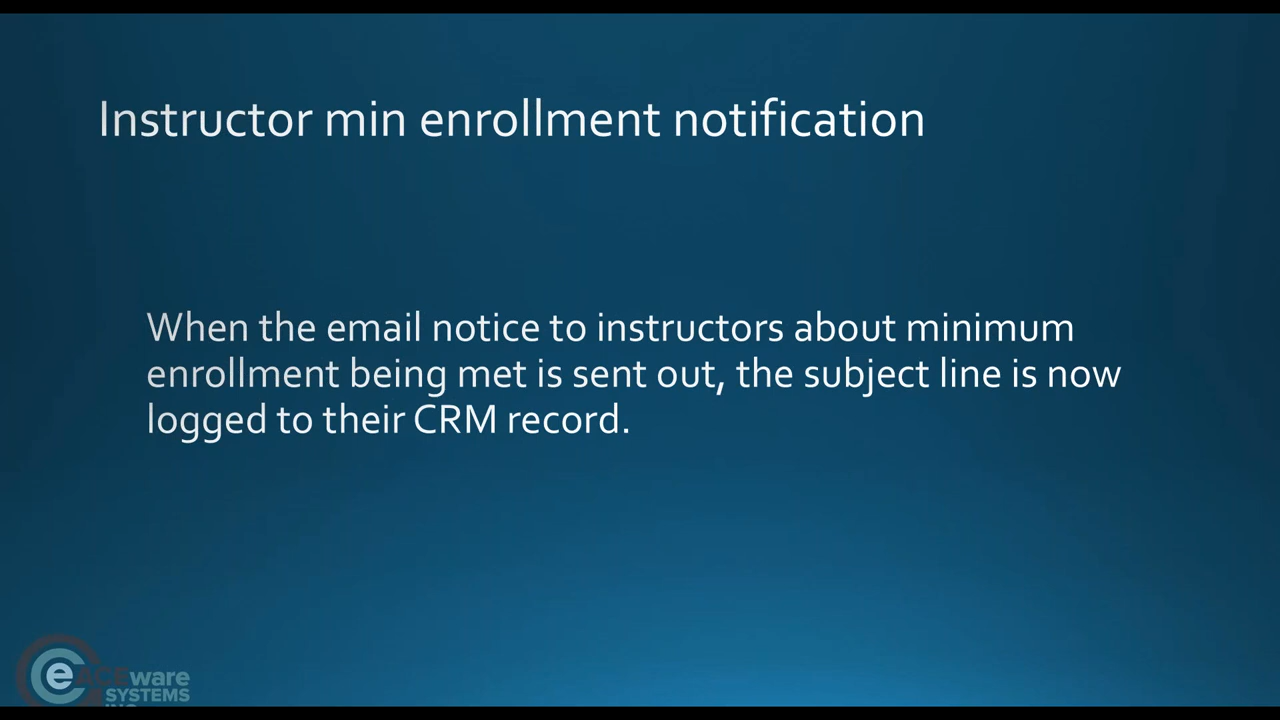 Instructor min enrollment notification
When the email notice to instructors about minimum
enrollment being met is sent out, the subject line is now
logged to their CRM record.
e ACEware
SYSTEMS
INC